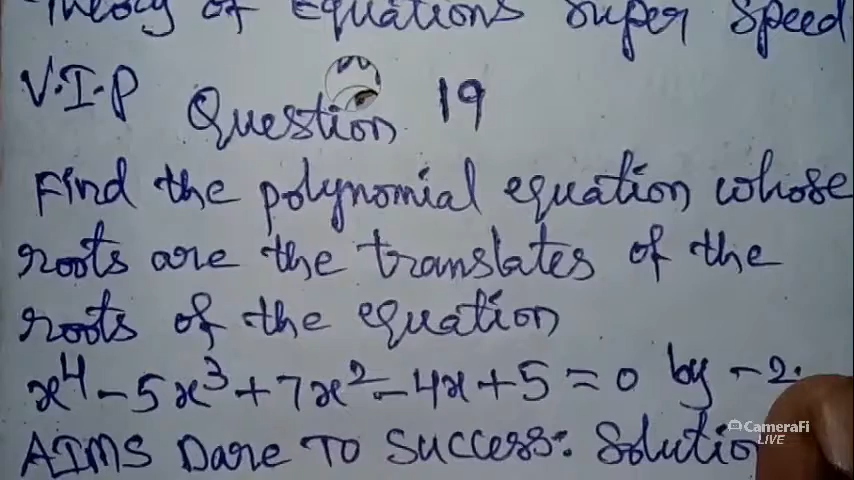 Theory of Equations Super Speed
V.I.P Question 19
Find the polynomial equation whose
roots are the translates of the
roots of the equation
x⁴ - 5x³ + 7x² - 4x + 5 = 0 by -2.
AIMS Dare To Success: Solution
CameraFi
LIVE